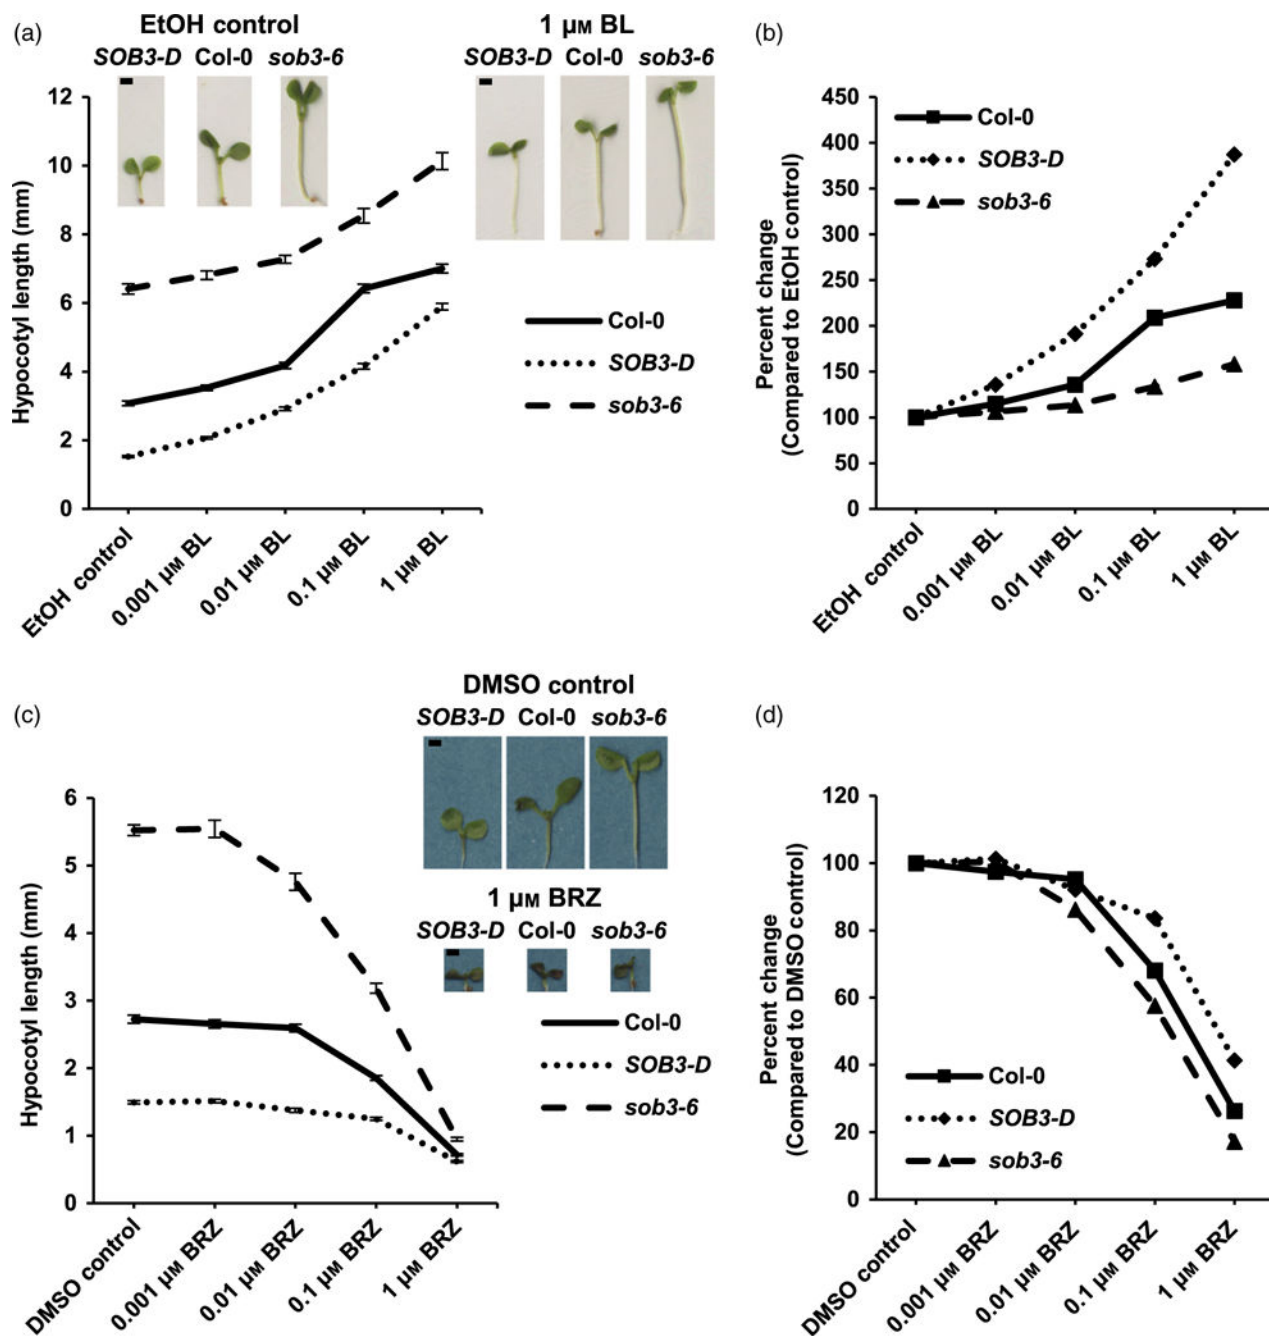 (a)
EtOH control
1 µM BL
SOB3-D Col-0 sob3-6
SOB3-D Col-0 sob3-6
Hypocotyl length (mm)
12
10
8
6
4
2
0
Col-0
SOB3-D
sob3-6
EtOH control
0.001 µM BL
0.01 µM BL
0.1 µM BL
1 µM BL
(b)
Percent change
(Compared to EtOH control)
450
400
350
300
250
200
150
100
50
0
Col-0
SOB3-D
sob3-6
EtOH control
0.001 µM BL
0.01 µM BL
0.1 µM BL
1 µM BL
(c)
DMSO control
SOB3-D Col-0 sob3-6
1 µM BRZ
SOB3-D Col-0 sob3-6
Hypocotyl length (mm)
6
5
4
3
2
1
0
Col-0
SOB3-D
sob3-6
DMSO control
0.001 µM BRZ
0.01 µM BRZ
0.1 µM BRZ
1 µM BRZ
(d)
Percent change
(Compared to DMSO control)
120
100
80
60
40
20
0
Col-0
SOB3-D
sob3-6
DMSO control
0.001 µM BRZ
0.01 µM BRZ
0.1 µM BRZ
1 µM BRZ